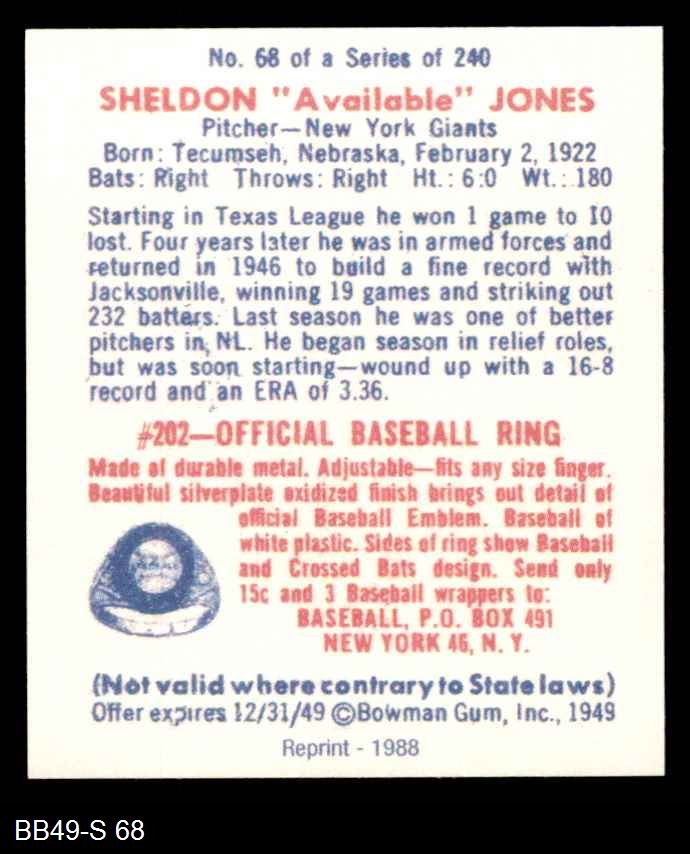 No. 68 of a Series of 240
SHELDON "Available" JONES
Pitcher—New York Giants
Born: Tecumseh, Nebraska, February 2, 1922
Bats: Right Throws: Right Ht.: 6:0 Wt.: 180
Starting in Texas League he won 1 game to 10
lost. Four years later he was in armed forces and
returned in 1946 to build a fine record with
Jacksonville, winning 19 games and striking out
232 batters. Last season he was one of better
pitchers in NL. He began season in relief roles,
but was soon starting—wound up with a 16-8
record and an ERA of 3.36.
#202—OFFICIAL BASEBALL RING
Made of durable metal. Adjustable—fits any size finger.
Beautiful silverplate oxidized finish brings out detail of
official Baseball Emblem. Baseball of
white plastic. Sides of ring show Baseball
and Crossed Bats design. Send only
15c and 3 Baseball wrappers to:
BASEBALL, P.O. BOX 491
NEW YORK 46, N. Y.
(Not valid where contrary to State laws)
Offer expires 12/31/49 ©Bowman Gum, Inc., 1949
Reprint - 1988
BB49-S 68